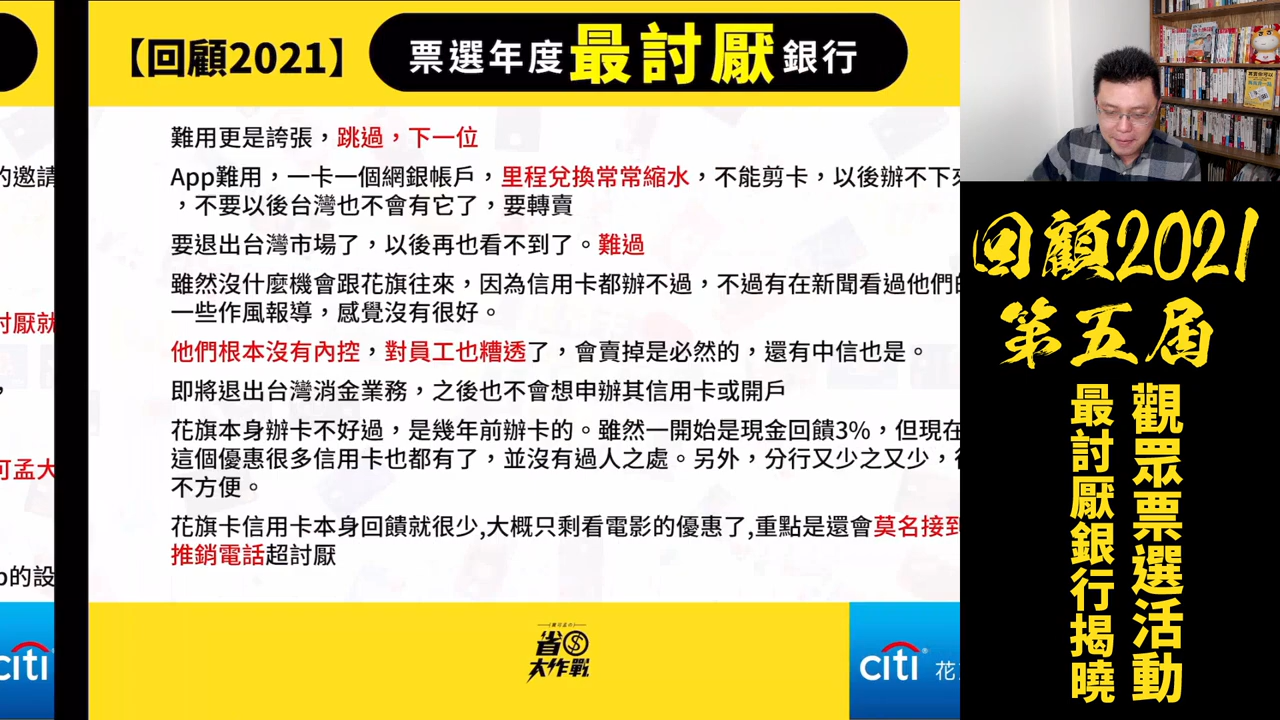 【回顧2021】
票選年度最討厭銀行
難用更是誇張，跳過，下一位
App難用，一卡一個網銀帳戶，里程兌換常常縮水，不能剪卡，以後辦不下
，不要以後台灣也不會有它了，要轉賣
要退出台灣市場了，以後再也看不到了。難過
雖然沒什麼機會跟花旗往來，因為信用卡都辦不過，不過有在新聞看過他們
一些作風報導，感覺沒有很好。
他們根本沒有內控，對員工也糟透了，會賣掉是必然的，還有中信也是。
即將退出台灣消金業務，之後也不會想申辦其信用卡或開戶
花旗本身辦卡不好過，是幾年前辦卡的。雖然一開始是現金回饋3%，但現在
這個優惠很多信用卡也都有了，並沒有過人之處。另外，分行又少之又少，
不方便。
花旗卡信用卡本身回饋就很少,大概只剩看電影的優惠了,重點是還會莫名接到
推銷電話超討厭
的邀請
討厭就
，
可孟大
的設
citi
省
大作戰
citi 花
回顧2021
第五屆
觀眾票選活動
最討厭銀行揭曉